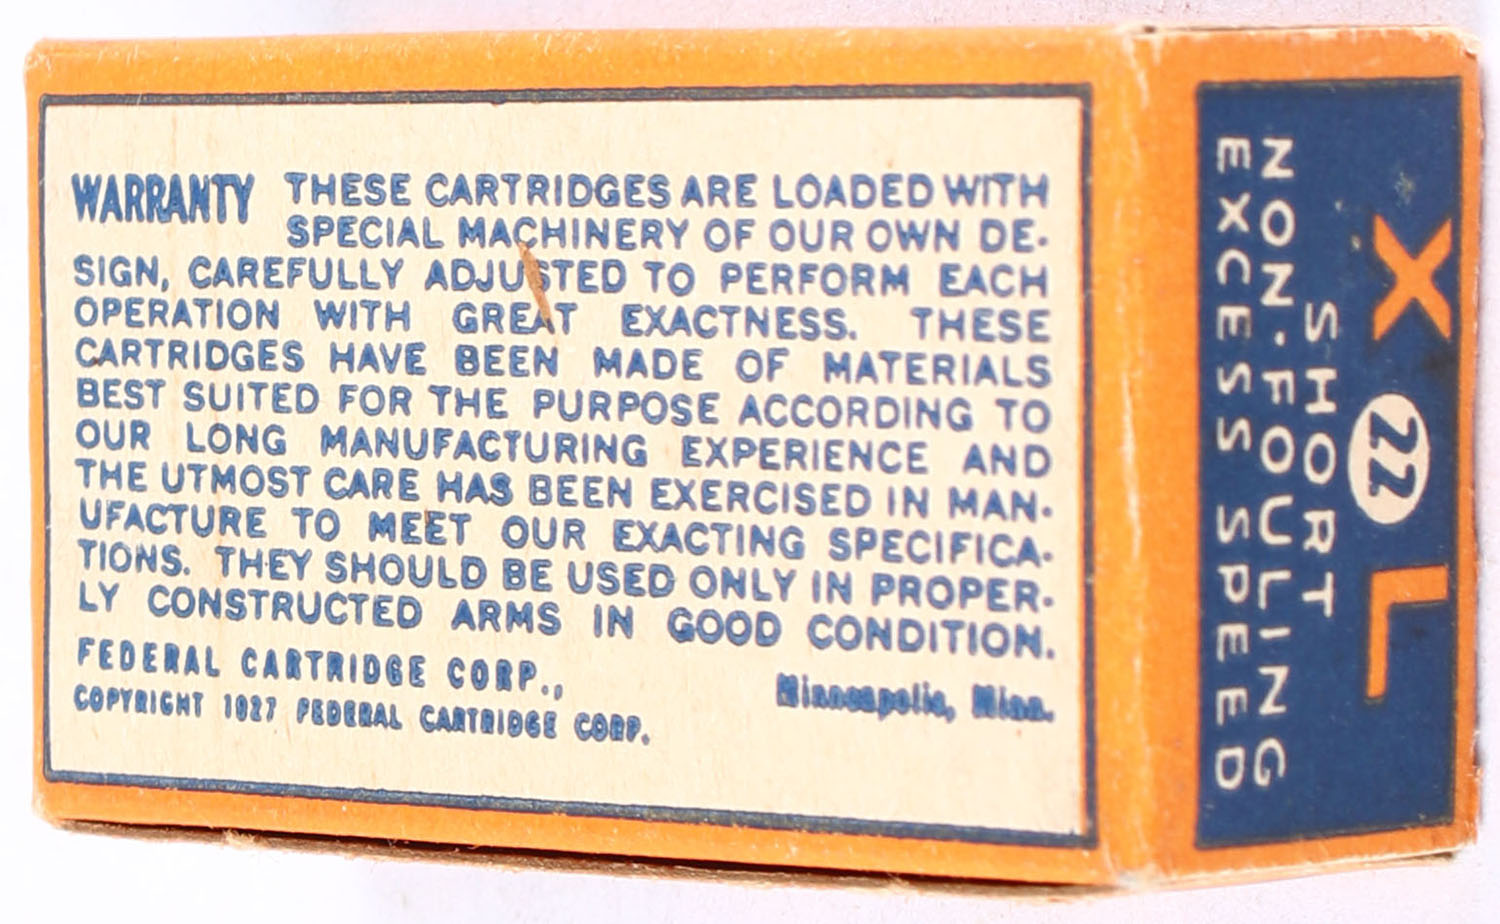 WARRANTY THESE CARTRIDGES ARE LOADED WITH
SPECIAL MACHINERY OF OUR OWN DE-
SIGN, CAREFULLY ADJUSTED TO PERFORM EACH
OPERATION WITH GREAT EXACTNESS. THESE
CARTRIDGES HAVE BEEN MADE OF MATERIALS
BEST SUITED FOR THE PURPOSE ACCORDING TO
OUR LONG MANUFACTURING EXPERIENCE AND
THE UTMOST CARE HAS BEEN EXERCISED IN MAN-
UFACTURE TO MEET OUR EXACTING SPECIFICA-
TIONS. THEY SHOULD BE USED ONLY IN PROPER-
LY CONSTRUCTED ARMS IN GOOD CONDITION.
FEDERAL CARTRIDGE CORP., Minneapolis, Minn.
COPYRIGHT 1927 FEDERAL CARTRIDGE CORP.
X 22 L
SHORT
NON-FOULING
EXCESS SPEED